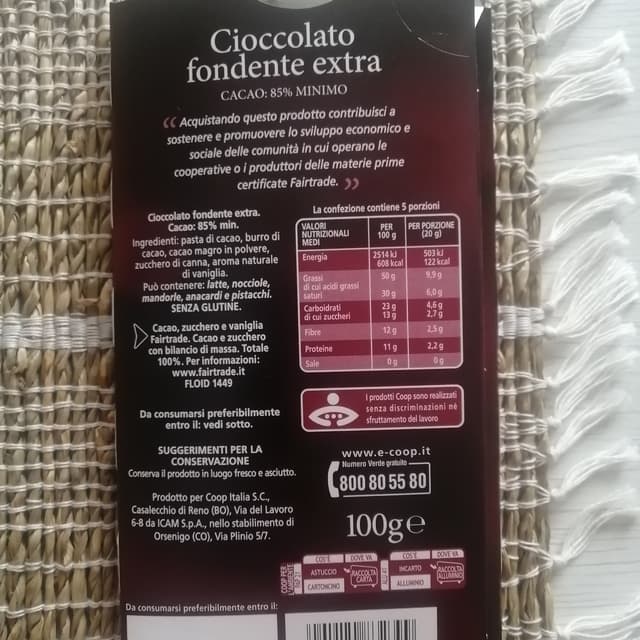 Cioccolato
fondente extra
CACAO: 85% MINIMO
“ Acquistando questo prodotto contribuisci a
sostenere e promuovere lo sviluppo economico e
sociale delle comunità in cui operano le
cooperative o i produttori delle materie prime
certificate Fairtrade. ”
Cioccolato fondente extra.
Cacao: 85% min.
Ingredienti: pasta di cacao, burro di
cacao, cacao magro in polvere,
zucchero di canna, aroma naturale
di vaniglia.
Può contenere: latte, nocciole,
mandorle, anacardi e pistacchi.
SENZA GLUTINE.
Cacao, zucchero e vaniglia
Fairtrade. Cacao e zucchero
con bilancio di massa. Totale
100%. Per informazioni:
www.fairtrade.it
FLOID 1449
Da consumarsi preferibilmente
entro il: vedi sotto.
SUGGERIMENTI PER LA
CONSERVAZIONE
Conserva il prodotto in luogo fresco e asciutto.
Prodotto per Coop Italia S.C.,
Casalecchio di Reno (BO), Via del Lavoro
6-8 da ICAM S.p.A., nello stabilimento di
Orsenigo (CO), Via Plinio 5/7.
La confezione contiene 5 porzioni
VALORI NUTRIZIONALI MEDI PER 100 g PER PORZIONE (20 g)
Energia 2514 kJ 503 kJ
608 kcal 122 kcal
Grassi 50 g 9,9 g
di cui acidi grassi
saturi 30 g 6,0 g
Carboidrati 23 g 4,6 g
di cui zuccheri 13 g 2,7 g
Fibre 12 g 2,5 g
Proteine 11 g 2,2 g
Sale 0 g 0 g
I prodotti Coop sono realizzati
senza discriminazioni nè
sfruttamento del lavoro
www.e-coop.it
Numero Verde gratuito
800 80 55 80
100g e
COOP PER L'AMBIENTE
PAP 21
COS'È DOVE VA
ASTUCCIO RACCOLTA CARTA
CARTONCINO
ALU 41
COS'È DOVE VA
INCARTO RACCOLTA ALLUMINIO
ALLUMINIO
Da consumarsi preferibilmente entro il: